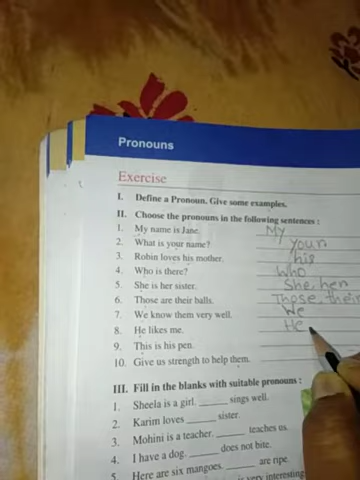 Pronouns
Exercise
I. Define a Pronoun. Give some examples.
II. Choose the pronouns in the following sentences :
1. My name is Jane. My
2. What is your name? your
3. Robin loves his mother. his
4. Who is there? Who
5. She is her sister. She, her
6. Those are their balls. Those, their
7. We know them very well. We
8. He likes me. He
9. This is his pen.
10. Give us strength to help them.
III. Fill in the blanks with suitable pronouns :
1. Sheela is a girl. ______ sings well.
2. Karim loves ______ sister.
3. Mohini is a teacher. ______ teaches us.
4. I have a dog. ______ does not bite.
5. Here are six mangoes. ______ are ripe.
is very interesting